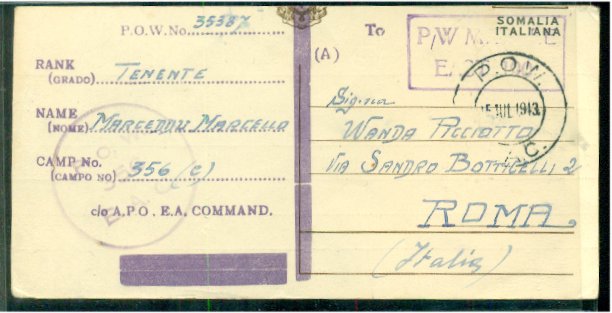 P.O.W. No. 35387
RANK
(GRADO) TENENTE
NAME
(NOME) MARCEDDU MARCELLO
CAMP No.
(CAMPO NO) 356 (C)
c/o A.P.O. E.A. COMMAND.
To
(A)
SOMALIA
ITALIANA
P/W
P.O.W.
JUL 1943
C.
Sig.na
WANDA PICCIOTTO
VIA SANDRO BOTTICELLI 2
ROMA
(Italia)